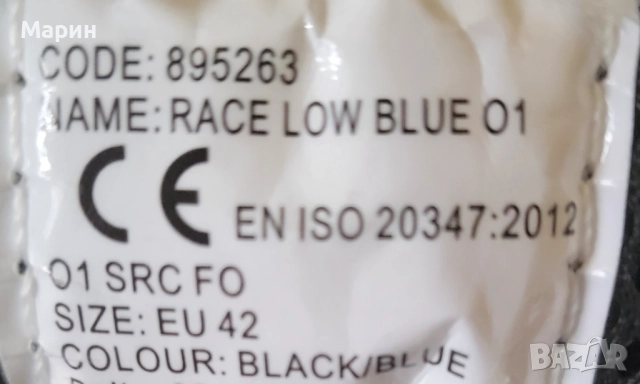 Марин
CODE: 895263
NAME: RACE LOW BLUE O1
CE EN ISO 20347:2012
O1 SRC FO
SIZE: EU 42
COLOUR: BLACK/BLUE
BAZAR